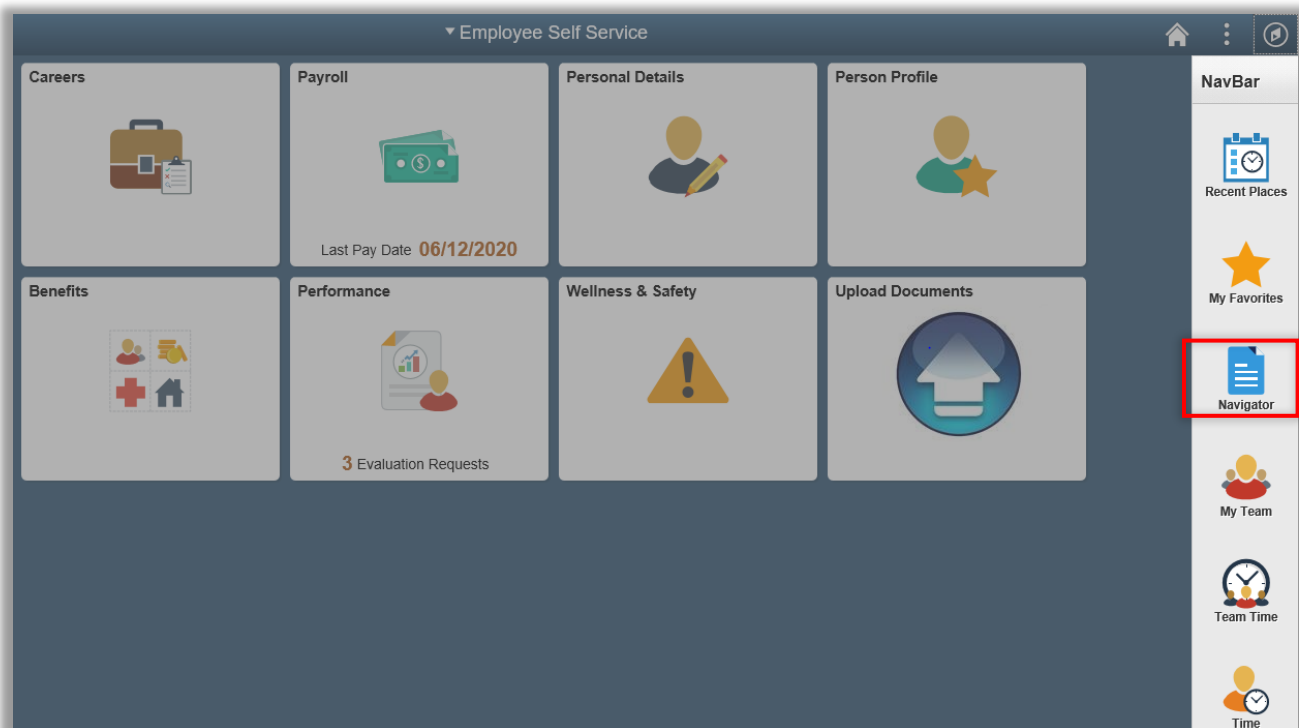 Employee Self Service
Careers
Payroll
Last Pay Date 06/12/2020
Personal Details
Person Profile
Benefits
Performance
3 Evaluation Requests
Wellness & Safety
Upload Documents
NavBar
Recent Places
My Favorites
Navigator
My Team
Team Time
Time